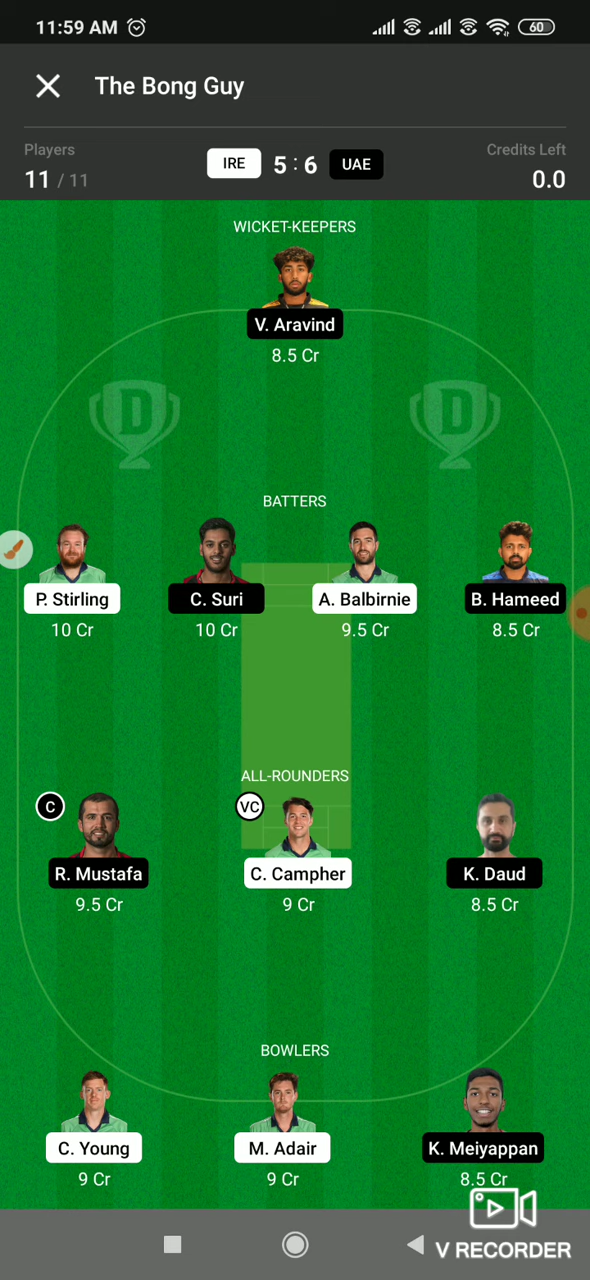 11:59 AM
60
The Bong Guy
Players
Credits Left
11 / 11
IRE 5 : 6 UAE
0.0
WICKET-KEEPERS
V. Aravind
8.5 Cr
D D
BATTERS
P. Stirling C. Suri A. Balbirnie B. Hameed
10 Cr 10 Cr 9.5 Cr 8.5 Cr
ALL-ROUNDERS
C VC
R. Mustafa C. Campher K. Daud
9.5 Cr 9 Cr 8.5 Cr
BOWLERS
C. Young M. Adair K. Meiyappan
9 Cr 9 Cr 8.5 Cr
V RECORDER